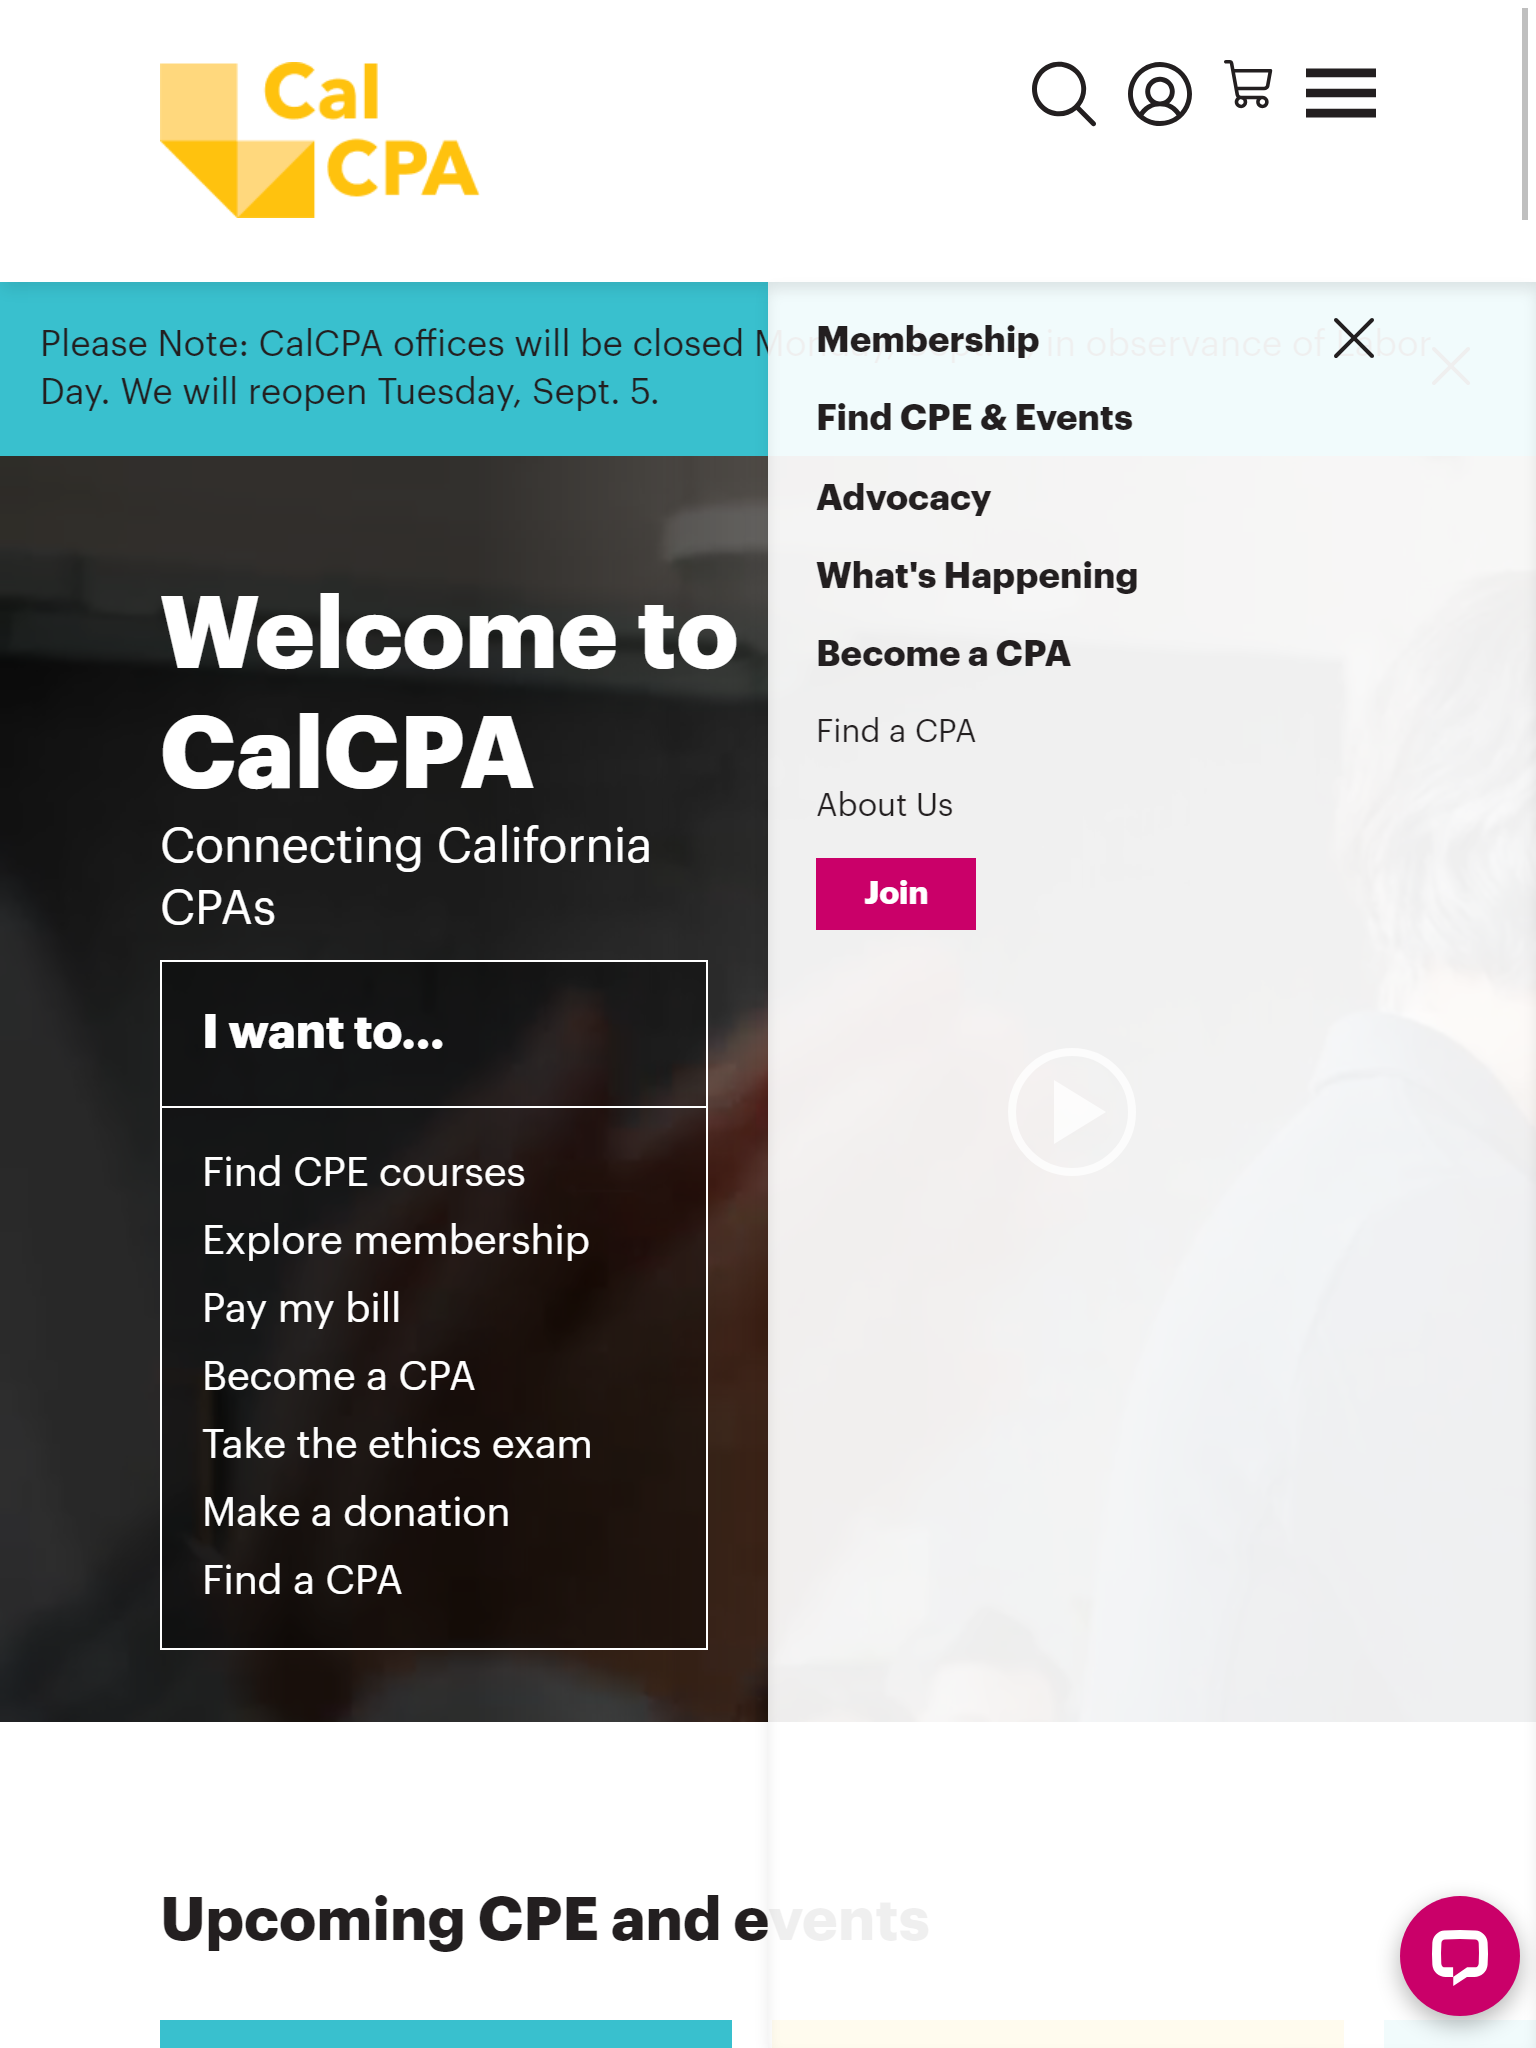 Cal
CPA
Please Note: CalCPA offices will be closed Monday, Sept. in observance of Labor
Day. We will reopen Tuesday, Sept. 5.
Membership
Find CPE & Events
Advocacy
What's Happening
Become a CPA
Find a CPA
About Us
Join
Welcome to
CalCPA
Connecting California
CPAs
I want to...
Find CPE courses
Explore membership
Pay my bill
Become a CPA
Take the ethics exam
Make a donation
Find a CPA
Upcoming CPE and events